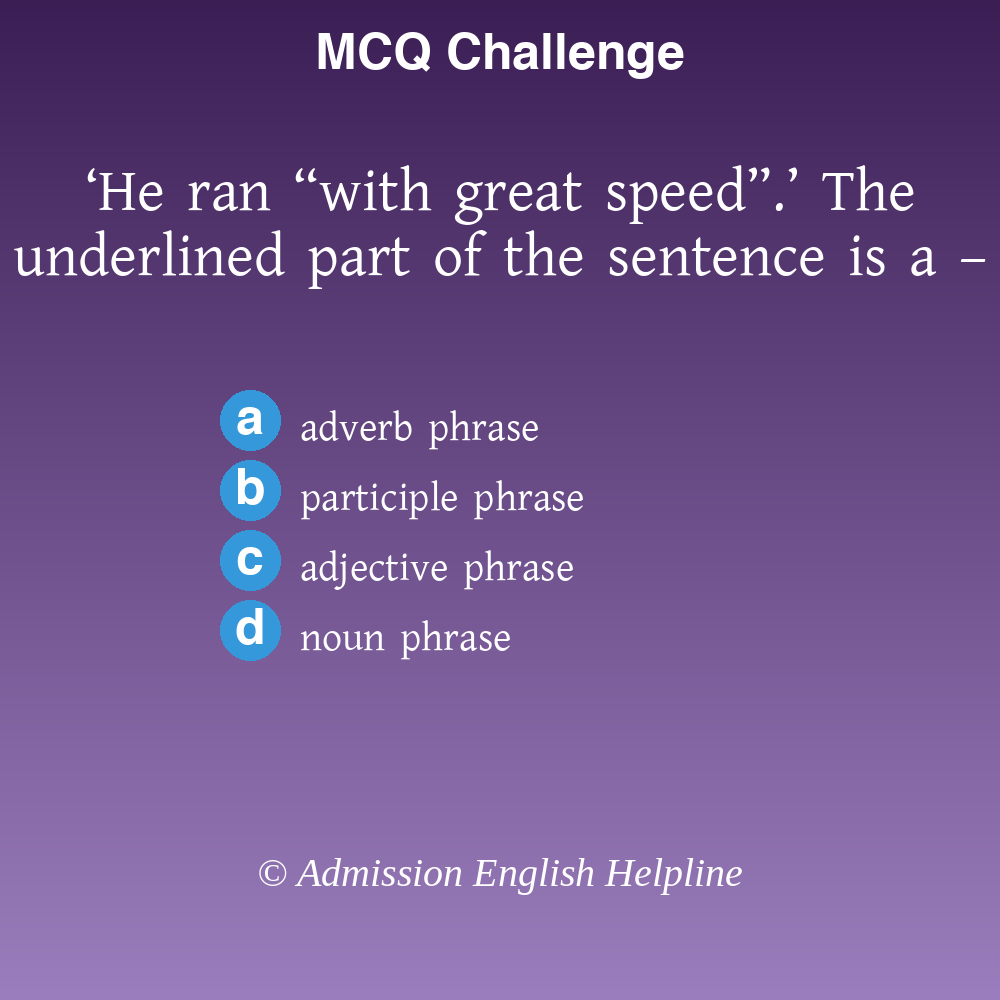 MCQ Challenge
‘He ran “with great speed”.’ The
underlined part of the sentence is a –
a adverb phrase
b participle phrase
c adjective phrase
d noun phrase
© Admission English Helpline